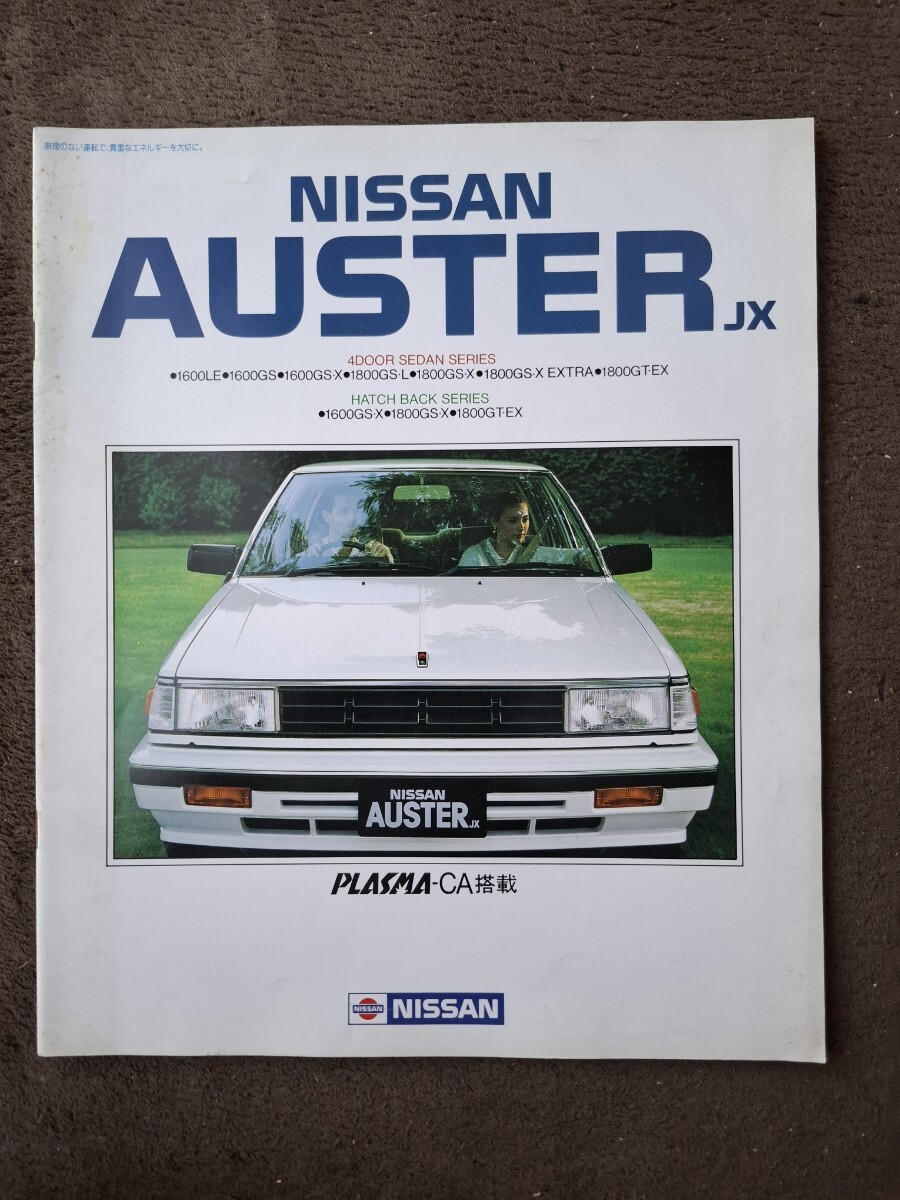 無理のない運転で、貴重なエネルギーを大切に。
NISSAN
AUSTER JX
4DOOR SEDAN SERIES
●1600LE●1600GS●1600GS·X●1800GS·L●1800GS·X●1800GS·X EXTRA●1800GT·EX
HATCH BACK SERIES
●1600GS·X●1800GS·X●1800GT·EX
NISSAN
AUSTER JX
PLASMA-CA搭載
NISSAN NISSAN